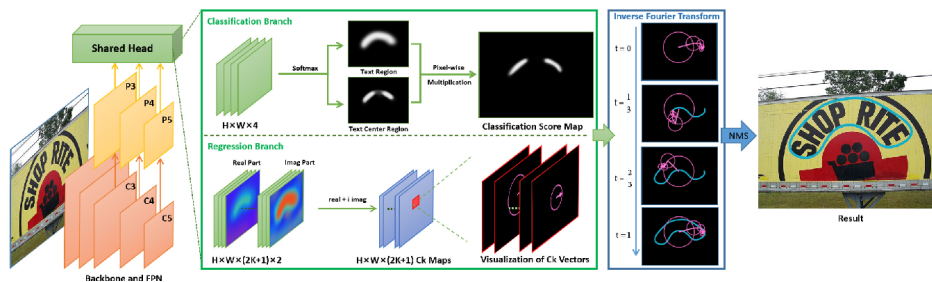 Shared Head
P3
P4
P5
C3
C4
C5
SHOP RITE
Backbone and FPN
Classification Branch
H×W×4
Softmax
Text Region
Text Center Region
Pixel-wise
Multiplication
Classification Score Map
Regression Branch
Real Part
Imag Part
H×W×(2K+1)×2
real + i imag
H×W×(2K+1) Ck Maps
Visualization of Ck Vectors
Inverse Fourier Transform
t=0
t=1/3
t=2/3
t=1
NMS
SHOP RITE
Result